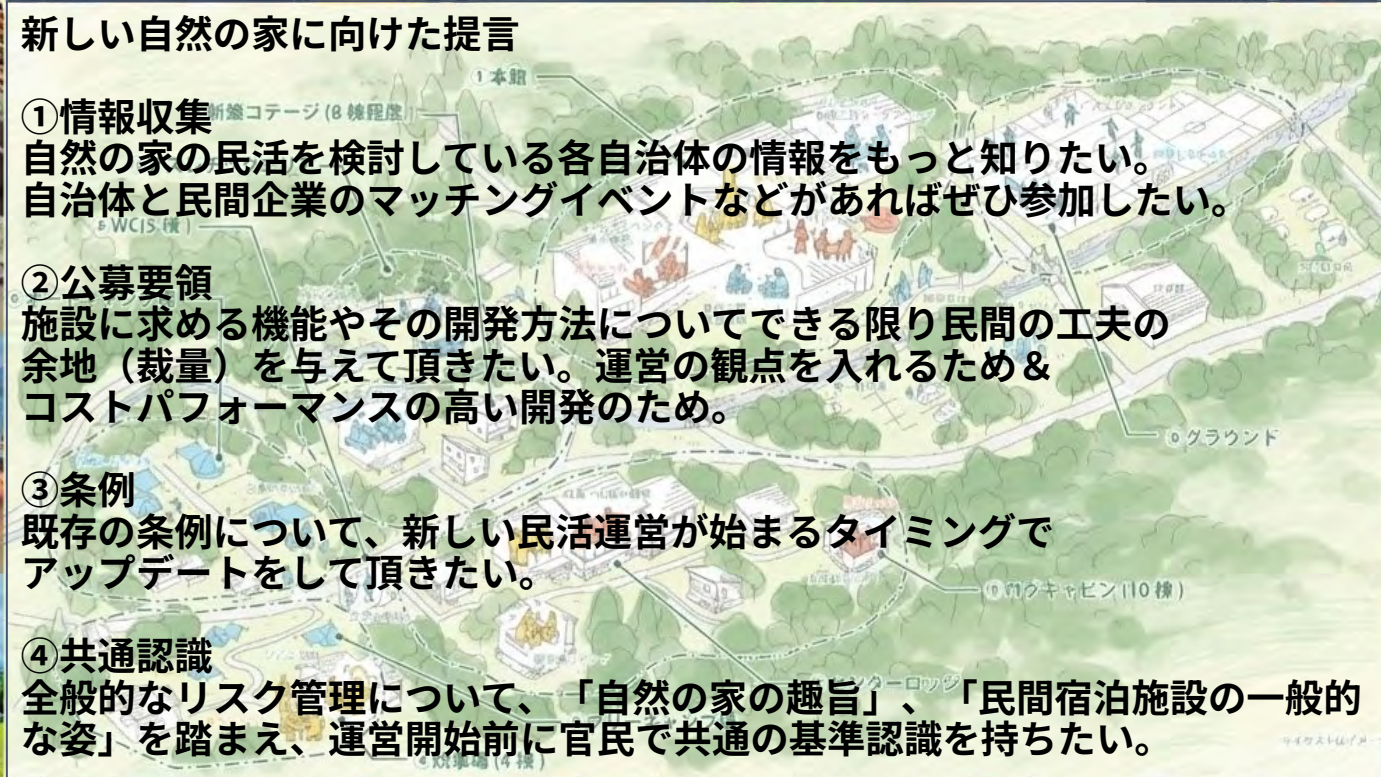 新しい自然の家に向けた提言
①情報収集
自然の家の民活を検討している各自治体の情報をもっと知りたい。
自治体と民間企業のマッチングイベントなどがあればぜひ参加したい。
②公募要領
施設に求める機能やその開発方法についてできる限り民間の工夫の
余地（裁量）を与えて頂きたい。運営の観点を入れるため＆
コストパフォーマンスの高い開発のため。
③条例
既存の条例について、新しい民活運営が始まるタイミングで
アップデートをして頂きたい。
④共通認識
全般的なリスク管理について、「自然の家の趣旨」、「民間宿泊施設の一般的
な姿」を踏まえ、運営開始前に官民で共通の基準認識を持ちたい。
①本館
新築コテージ(8棟程度)
グラウンド